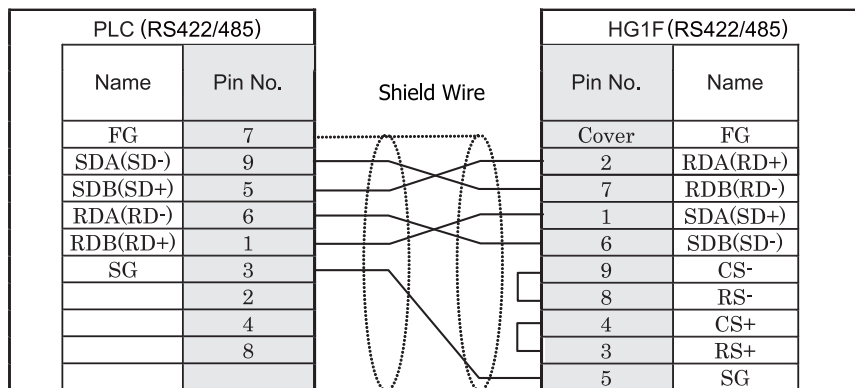 PLC (RS422/485) HG1F (RS422/485)
Name Pin No. Shield Wire Pin No. Name
FG 7 Cover FG
SDA(SD-) 9 2 RDA(RD+)
SDB(SD+) 5 7 RDB(RD-)
RDA(RD-) 6 1 SDA(SD+)
RDB(RD+) 1 6 SDB(SD-)
SG 3 9 CS-
2 8 RS-
4 4 CS+
8 3 RS+
5 SG